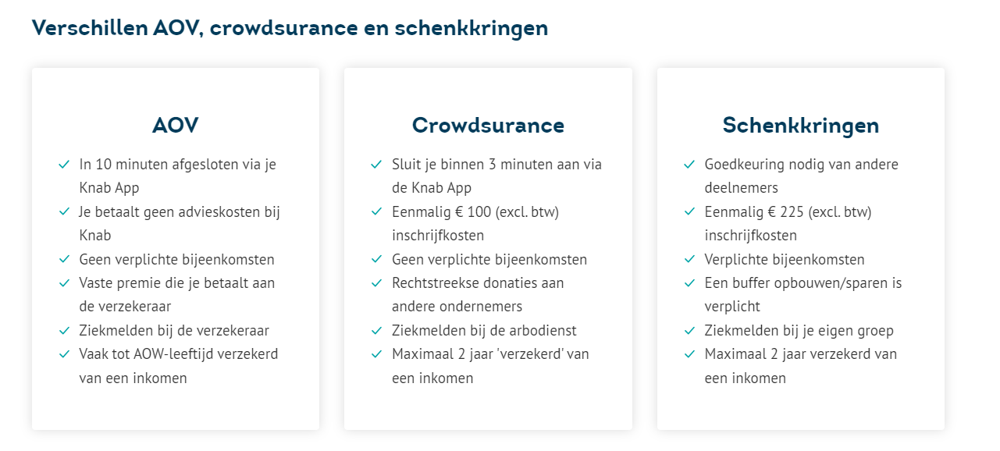 Verschillen AOV, crowdsurance en schenkkringen
AOV
In 10 minuten afgesloten via je
Knab App
Je betaalt geen advieskosten bij
Knab
Geen verplichte bijeenkomsten
Vaste premie die je betaalt aan
de verzekeraar
Ziekmelden bij de verzekeraar
Vaak tot AOW-leeftijd verzekerd
van een inkomen
Crowdsurance
Sluit je binnen 3 minuten aan via
de Knab App
Eenmalig € 100 (excl. btw)
inschrijfkosten
Geen verplichte bijeenkomsten
Rechtstreekse donaties aan
andere ondernemers
Ziekmelden bij de arbodienst
Maximaal 2 jaar 'verzekerd' van
een inkomen
Schenkkringen
Goedkeuring nodig van andere
deelnemers
Eenmalig € 225 (excl. btw)
inschrijfkosten
Verplichte bijeenkomsten
Een buffer opbouwen/sparen is
verplicht
Ziekmelden bij je eigen groep
Maximaal 2 jaar verzekerd van
een inkomen